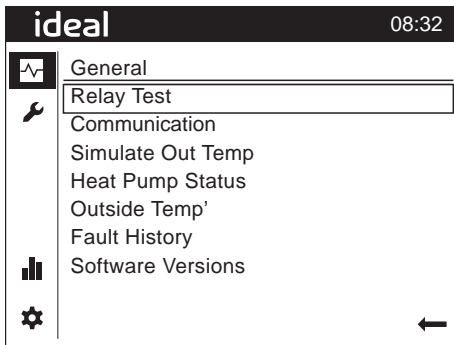 ideal 08:32
General
Relay Test
Communication
Simulate Out Temp
Heat Pump Status
Outside Temp'
Fault History
Software Versions